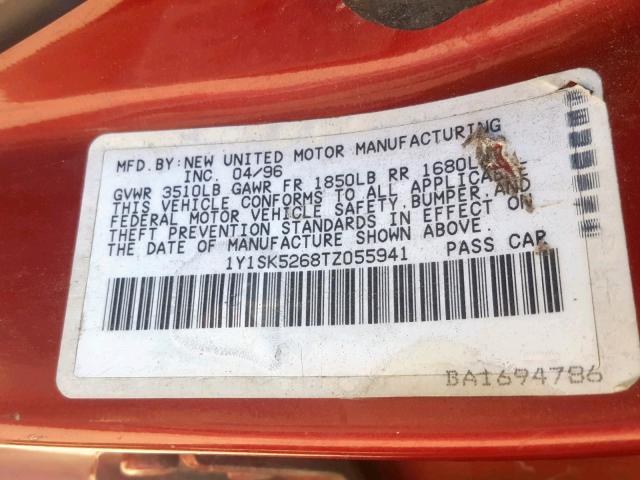 MFD.BY:NEW UNITED MOTOR MANUFACTURING
INC. 04/96
GVWR 3510LB GAWR FR 1850LB RR 1680L
THIS VEHICLE CONFORMS TO ALL APPLICABLE
FEDERAL MOTOR VEHICLE SAFETY,BUMPER,AND
THEFT PREVENTION STANDARDS IN EFFECT ON
THE DATE OF MANUFACTURE SHOWN ABOVE.
1Y1SK5268TZ055941 PASS CAR
BA1694786